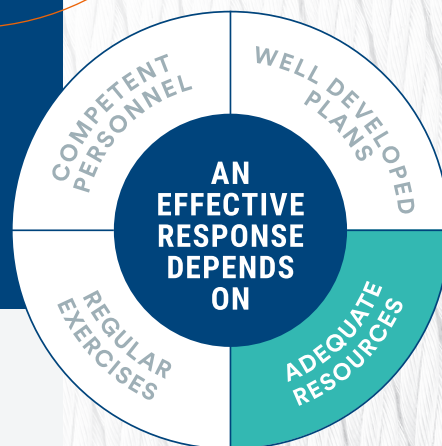 COMPETENT
PERSONNEL
WELL DEVELOPED
PLANS
AN
EFFECTIVE
RESPONSE
DEPENDS
ON
REGULAR
EXERCISES
ADEQUATE
RESOURCES